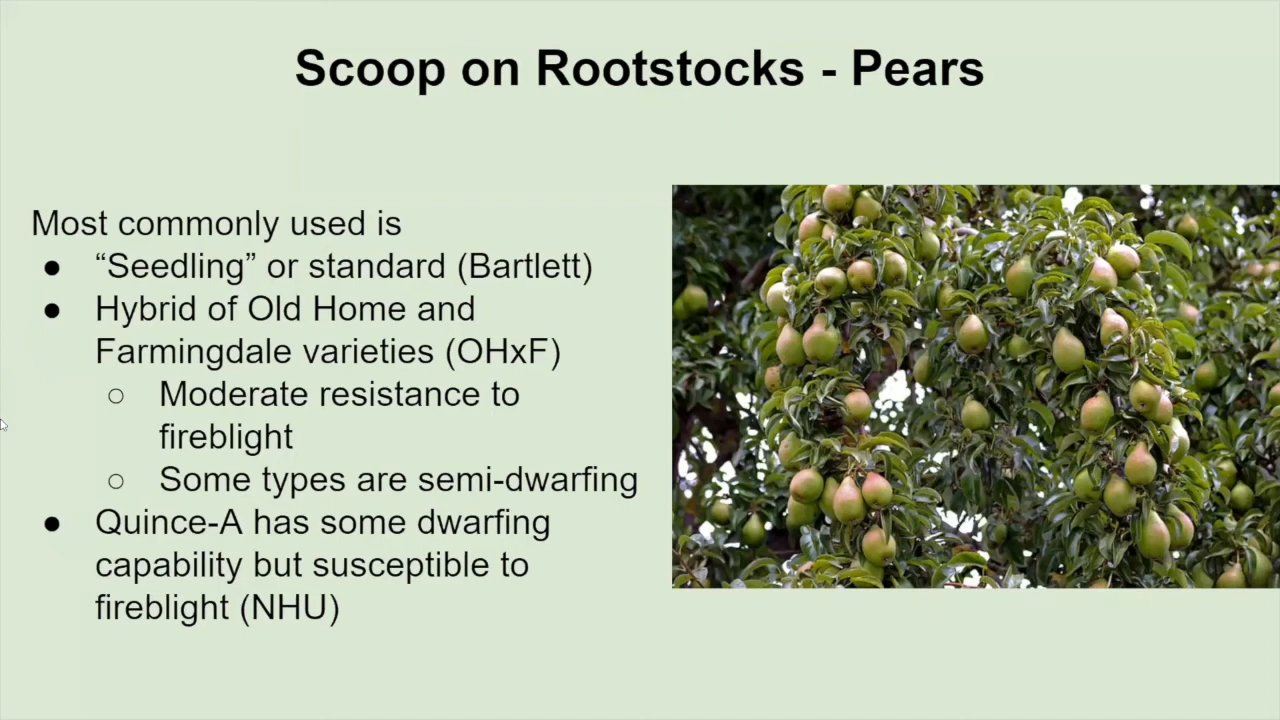 Scoop on Rootstocks - Pears
Most commonly used is
● “Seedling” or standard (Bartlett)
● Hybrid of Old Home and
Farmingdale varieties (OHxF)
○ Moderate resistance to
fireblight
○ Some types are semi-dwarfing
● Quince-A has some dwarfing
capability but susceptible to
fireblight (NHU)